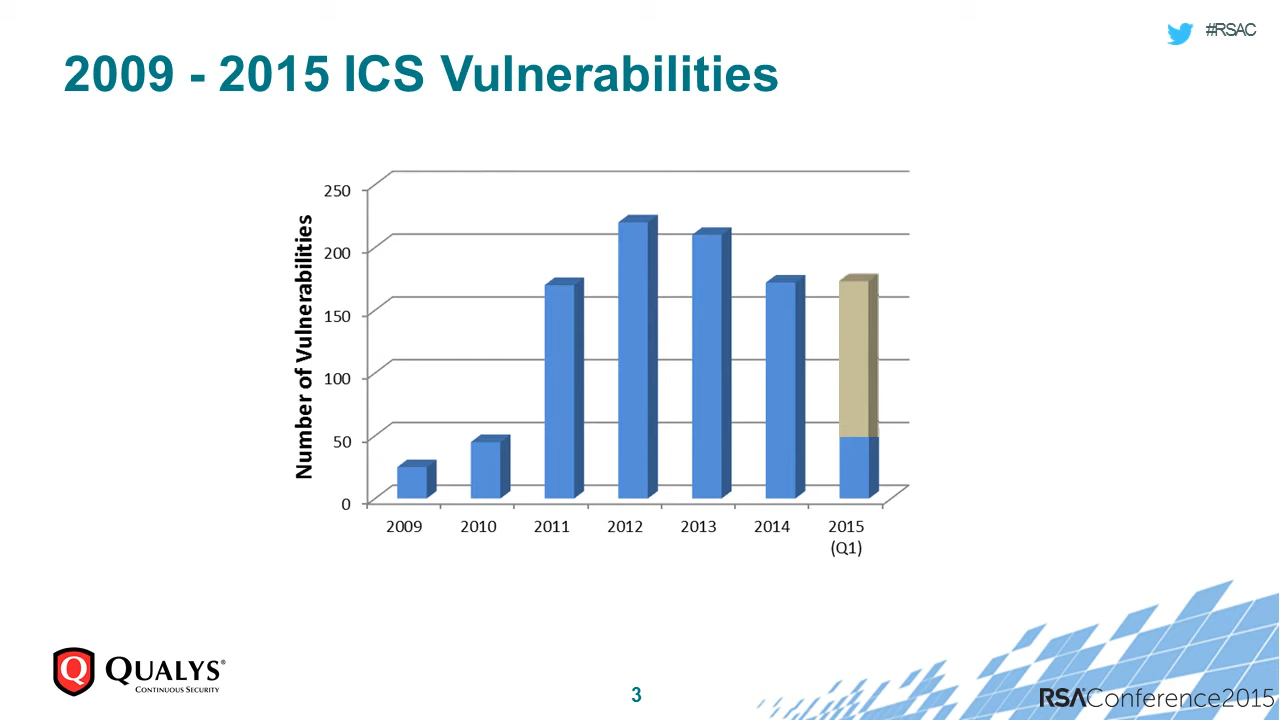 #RSAC
2009 - 2015 ICS Vulnerabilities
Number of Vulnerabilities
250
200
150
100
50
0
2009 2010 2011 2012 2013 2014 2015
(Q1)
Q QUALYS®
CONTINUOUS SECURITY
3
RSAConference2015